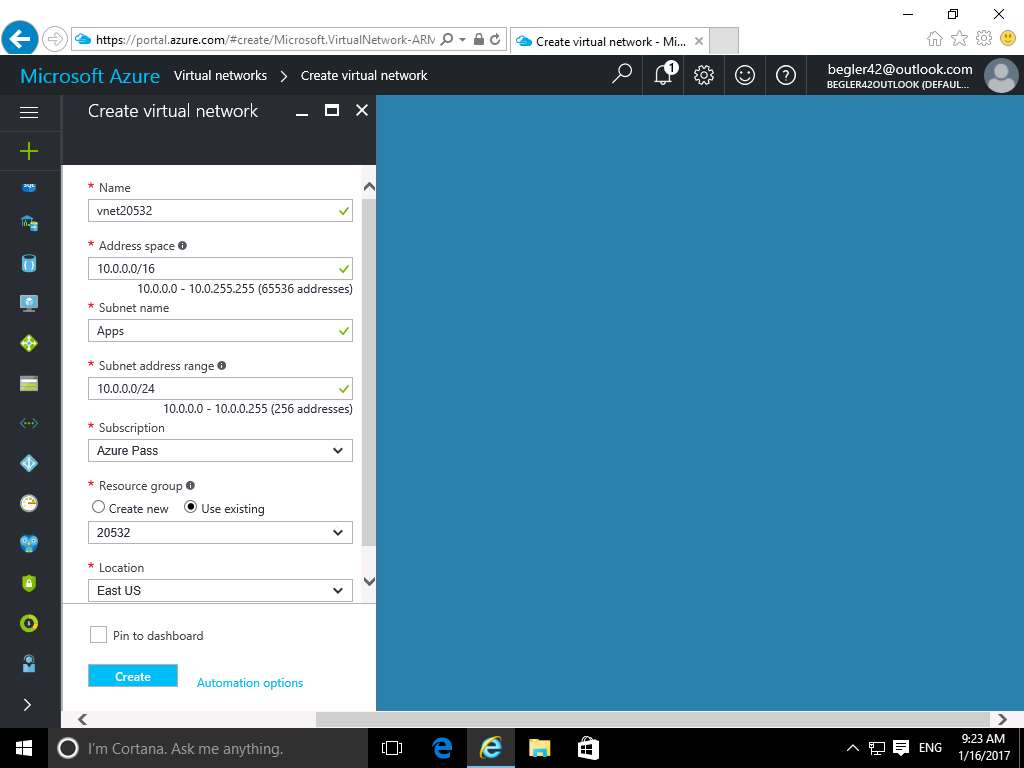 https://portal.azure.com/#create/Microsoft.VirtualNetwork-ARM
Create virtual network - Mi...
Microsoft Azure Virtual networks > Create virtual network
1
begler42@outlook.com
BEGLER42OUTLOOK (DEFAUL...
Create virtual network
SQL
* Name
vnet20532
* Address space
10.0.0.0/16
10.0.0.0 - 10.0.255.255 (65536 addresses)
* Subnet name
Apps
* Subnet address range
10.0.0.0/24
10.0.0.0 - 10.0.0.255 (256 addresses)
* Subscription
Azure Pass
* Resource group
Create new Use existing
20532
* Location
East US
Pin to dashboard
Create
Automation options
I'm Cortana. Ask me anything.
ENG
9:23 AM
1/16/2017